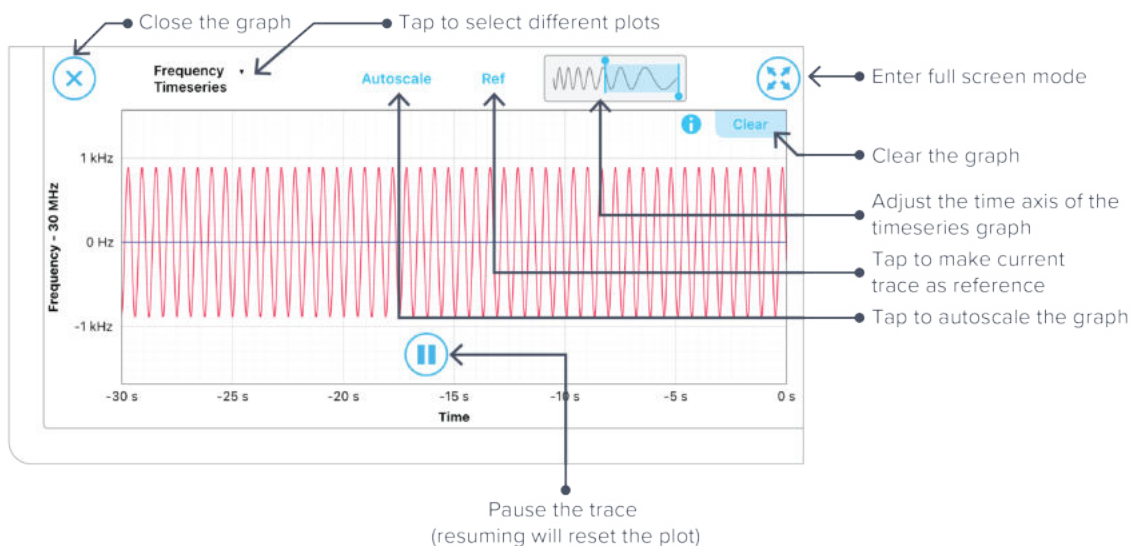 Close the graph
Tap to select different plots
Frequency
Timeseries
Autoscale
Ref
Enter full screen mode
Clear
Clear the graph
1 kHz
Adjust the time axis of the
timeseries graph
Frequency - 30 MHz
0 Hz
Tap to make current
trace as reference
-1 kHz
Tap to autoscale the graph
-30 s
-25 s
-20 s
-15 s
-10 s
-5 s
0 s
Time
Pause the trace
(resuming will reset the plot)